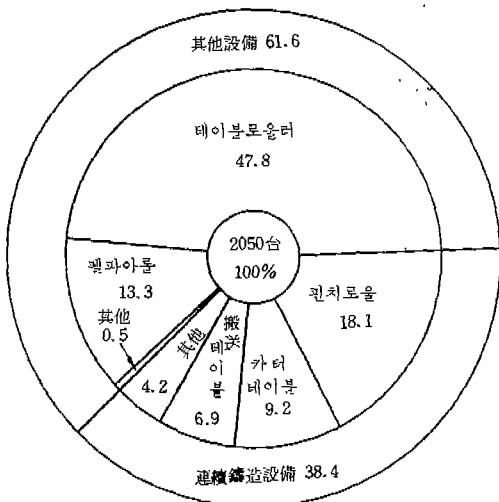 其他設備 61.6
테이블로울러
47.8
2050台
100%
펠파아롤
13.3
핀치로울
18.1
其他
0.5
其他
4.2
搬送
테이블
6.9
카터
테이블
9.2
連續鑄造設備 38.4